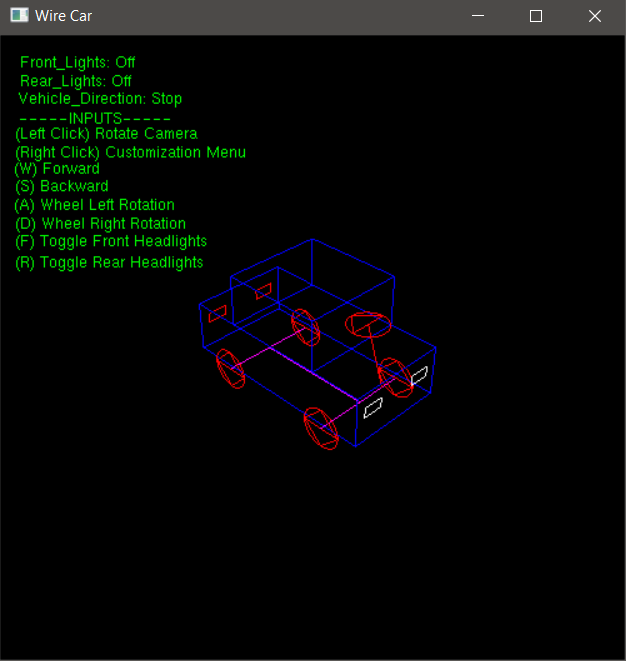 Wire Car
Front_Lights: Off
Rear_Lights: Off
Vehicle_Direction: Stop
-----INPUTS-----
(Left Click) Rotate Camera
(Right Click) Customization Menu
(W) Forward
(S) Backward
(A) Wheel Left Rotation
(D) Wheel Right Rotation
(F) Toggle Front Headlights
(R) Toggle Rear Headlights